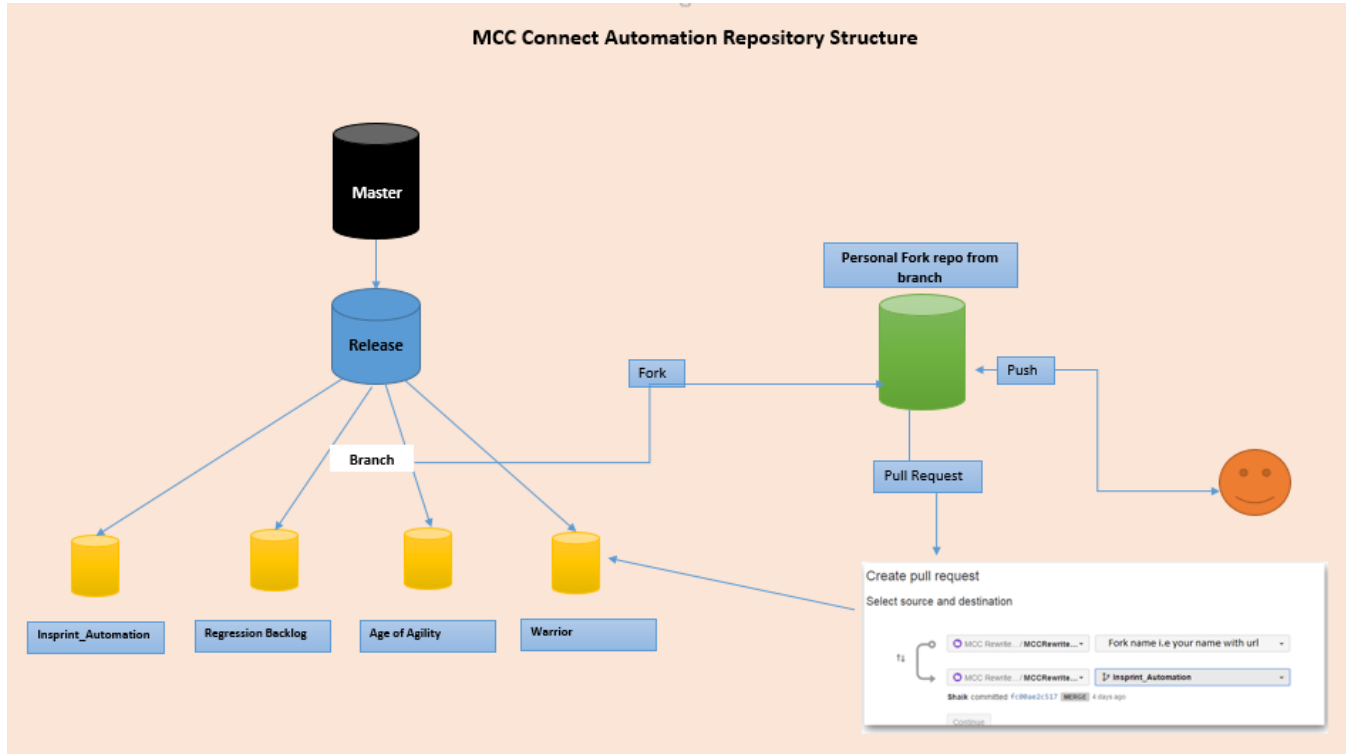 MCC Connect Automation Repository Structure
Master
Personal Fork repo from
branch
Release
Fork
Push
Branch
Pull Request
Insprint_Automation
Regression Backlog
Age of Agility
Warrior
Create pull request
Select source and destination
MCC Rewrite.../MCCRewrite...
Fork name i.e your name with url
MCC Rewrite.../MCCRewrite...
Insprint_Automation
Shaik committed fc00ae2c517 MERGE 4 days ago
Continue